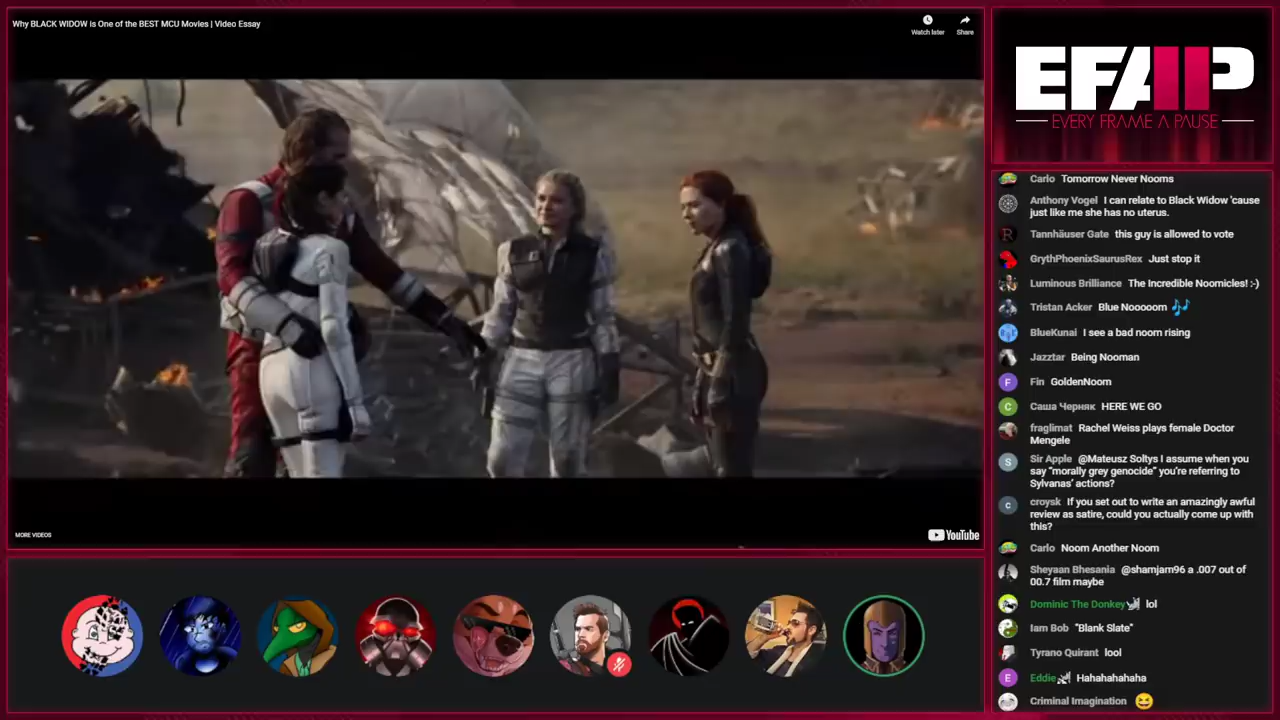 Why BLACK WIDOW is One of the BEST MCU Movies | Video Essay
Watch later
Share
MORE VIDEOS
YouTube
EFAP
EVERY FRAME A PAUSE
Carlo Tomorrow Never Nooms
Anthony Vogel I can relate to Black Widow 'cause
just like me she has no uterus.
R
Tannhäuser Gate this guy is allowed to vote
GrythPhoenixSaurusRex Just stop it
Luminous Brilliance The Incredible Noomicles! :-)
Tristan Acker Blue Nooooom 🎶
BlueKunai I see a bad noom rising
Jazztar Being Nooman
F
Fin GoldenNoom
C
Саша Черняк HERE WE GO
fraglimat Rachel Weiss plays female Doctor
Mengele
S
Sir Apple @Mateusz Soltys I assume when you
say "morally grey genocide" you're referring to
Sylvanas' actions?
c
croysk If you set out to write an amazingly awful
review as satire, could you actually come up with
this?
Carlo Noom Another Noom
Sheyaan Bhesania @shamjam96 a .007 out of
00.7 film maybe
Dominic The Donkey lol
Iam Bob "Blank Slate"
Tyrano Quirant lool
E
Eddie Hahahahahaha
Criminal Imagination 😆